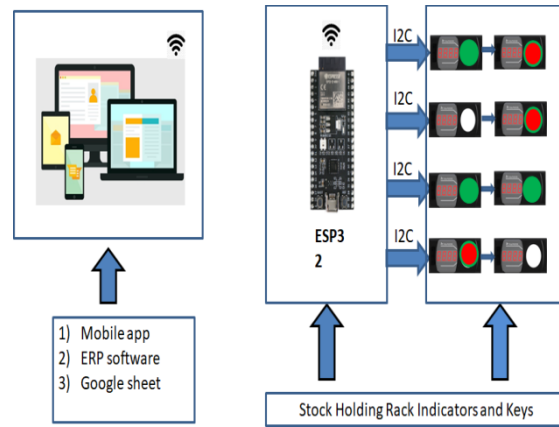 I2C
I2C
I2C
I2C
ESP3
2
1) Mobile app
2) ERP software
3) Google sheet
Stock Holding Rack Indicators and Keys